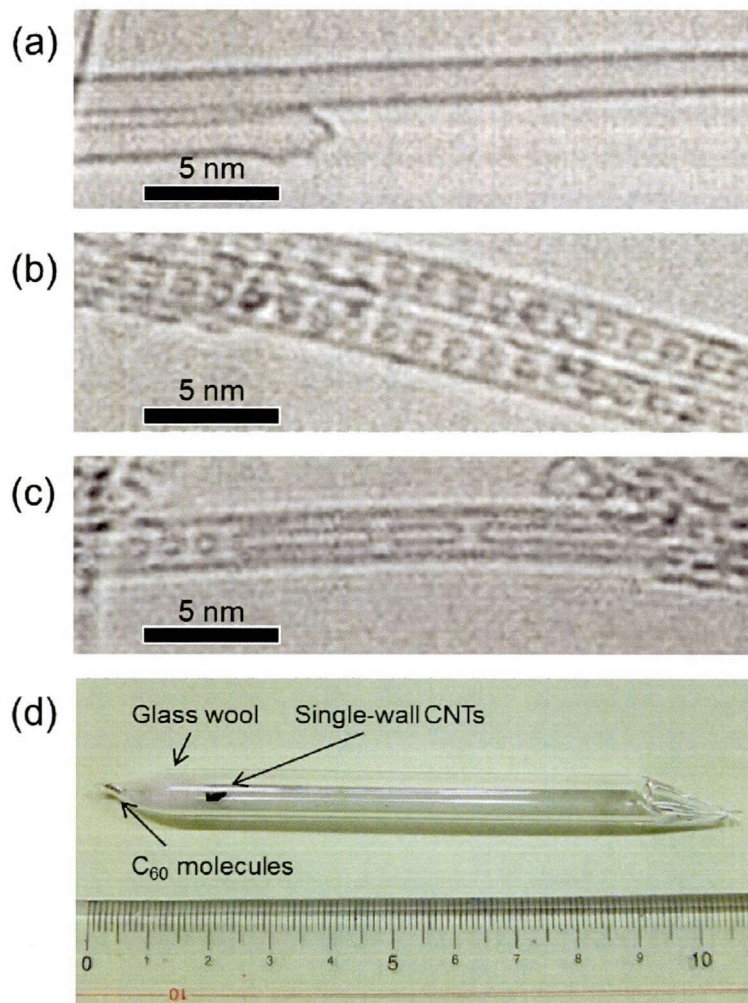 (a)
5 nm
(b)
5 nm
(c)
5 nm
(d)
Glass wool Single-wall CNTs
C₆₀ molecules
0 1 2 3 4 5 6 7 8 9 10
10